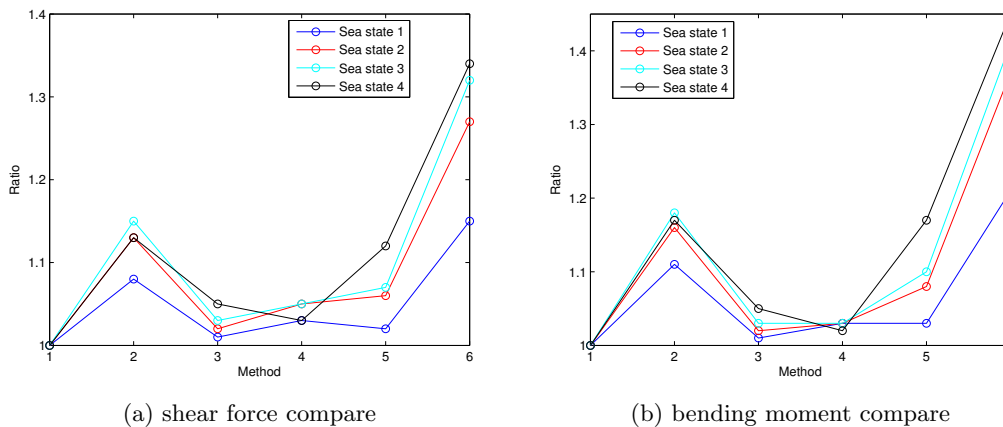 1.4
1.3
1.2
1.1
1
Ratio
1 2 3 4 5 6
Method
Sea state 1
Sea state 2
Sea state 3
Sea state 4
(a) shear force compare
1.4
1.3
1.2
1.1
1
Ratio
1 2 3 4 5
Method
Sea state 1
Sea state 2
Sea state 3
Sea state 4
(b) bending moment compare